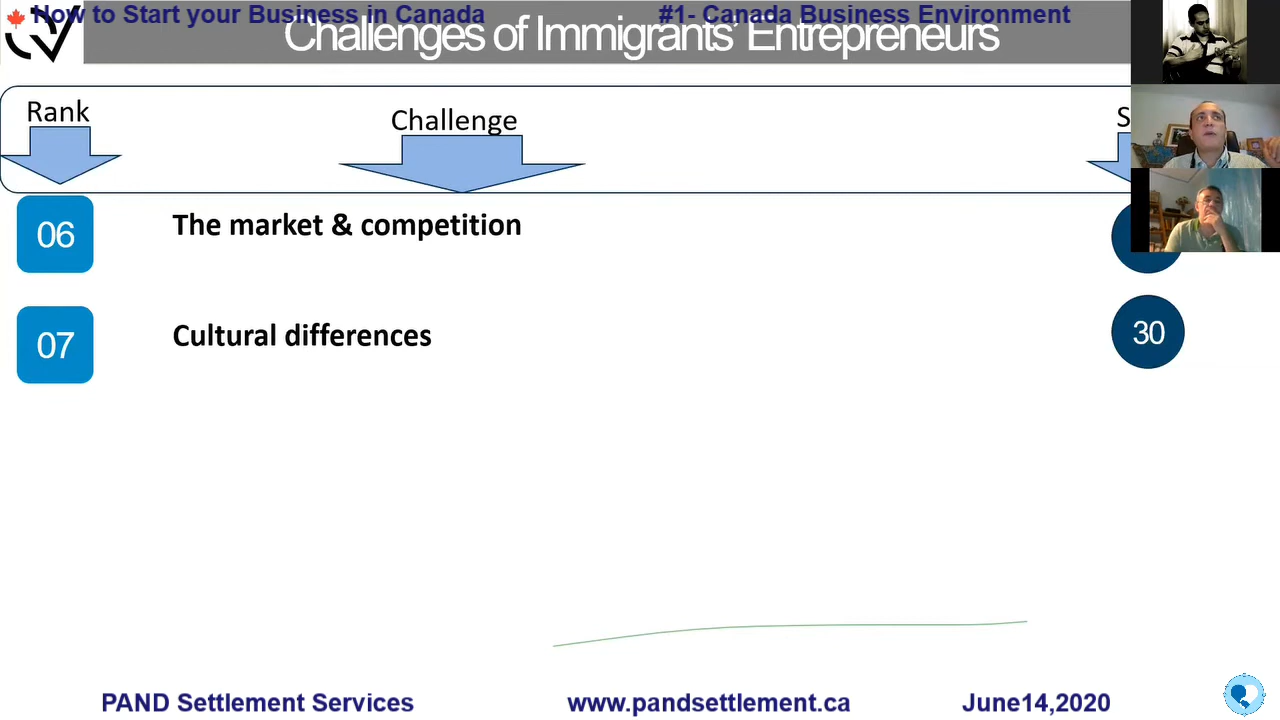 How to Start your Business in Canada #1- Canada Business Environment
Challenges of Immigrants' Entrepreneurs
Rank
Challenge
S
06 The market & competition
07 Cultural differences 30
PAND Settlement Services www.pandsettlement.ca June14,2020